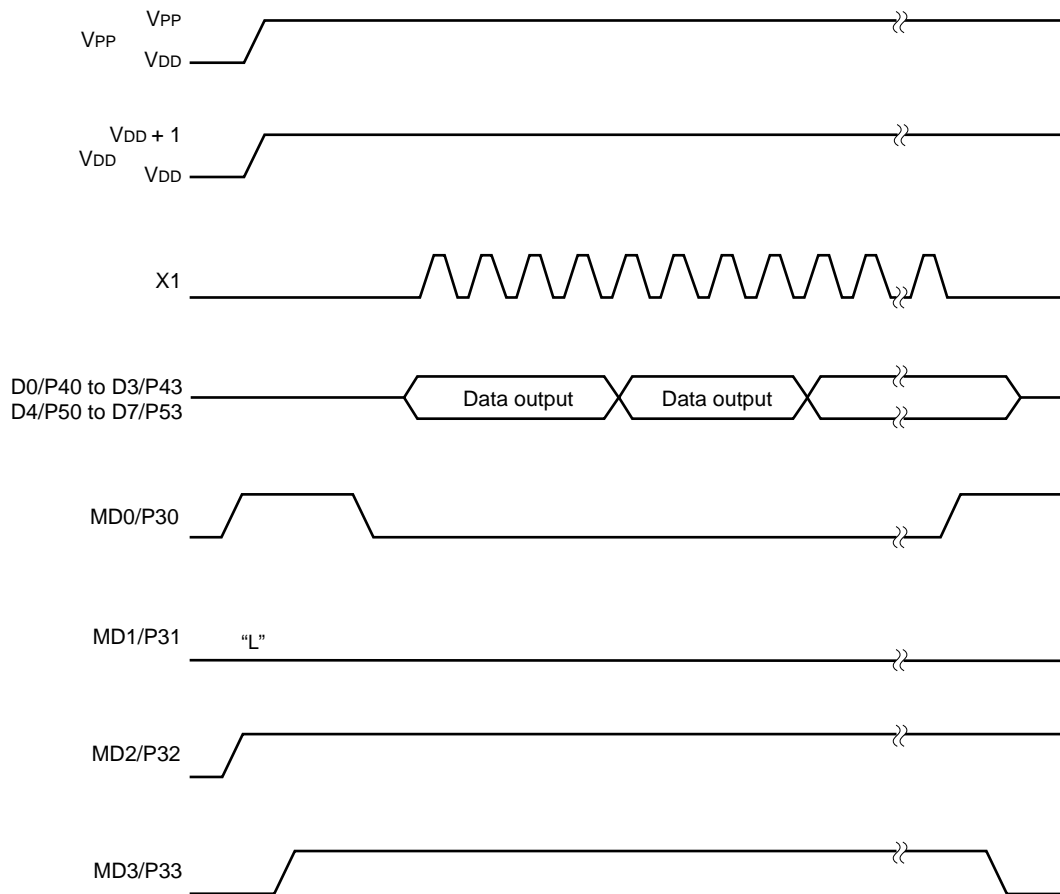 VPP
VPP
VDD
VDD + 1
VDD
VDD
X1
D0/P40 to D3/P43
D4/P50 to D7/P53
Data output
Data output
MD0/P30
MD1/P31
“L”
MD2/P32
MD3/P33